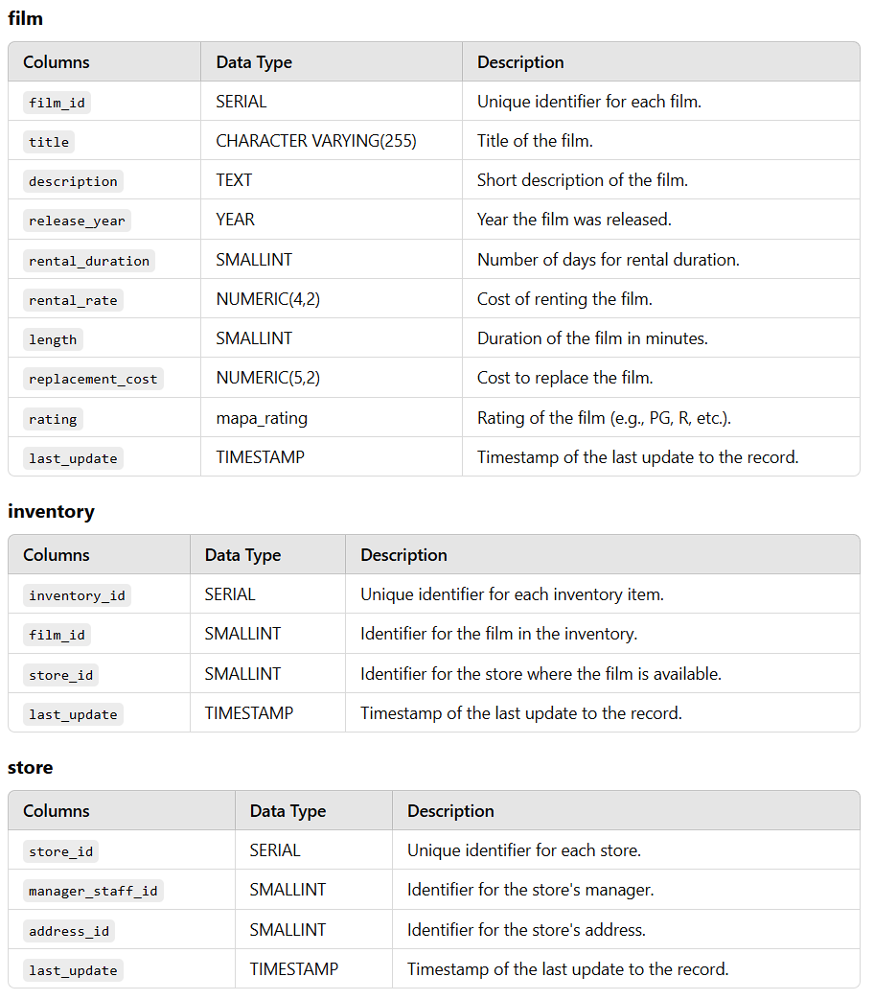 film
Columns Data Type Description
film_id SERIAL Unique identifier for each film.
title CHARACTER VARYING(255) Title of the film.
description TEXT Short description of the film.
release_year YEAR Year the film was released.
rental_duration SMALLINT Number of days for rental duration.
rental_rate NUMERIC(4,2) Cost of renting the film.
length SMALLINT Duration of the film in minutes.
replacement_cost NUMERIC(5,2) Cost to replace the film.
rating mapa_rating Rating of the film (e.g., PG, R, etc.).
last_update TIMESTAMP Timestamp of the last update to the record.
inventory
Columns Data Type Description
inventory_id SERIAL Unique identifier for each inventory item.
film_id SMALLINT Identifier for the film in the inventory.
store_id SMALLINT Identifier for the store where the film is available.
last_update TIMESTAMP Timestamp of the last update to the record.
store
Columns Data Type Description
store_id SERIAL Unique identifier for each store.
manager_staff_id SMALLINT Identifier for the store's manager.
address_id SMALLINT Identifier for the store's address.
last_update TIMESTAMP Timestamp of the last update to the record.